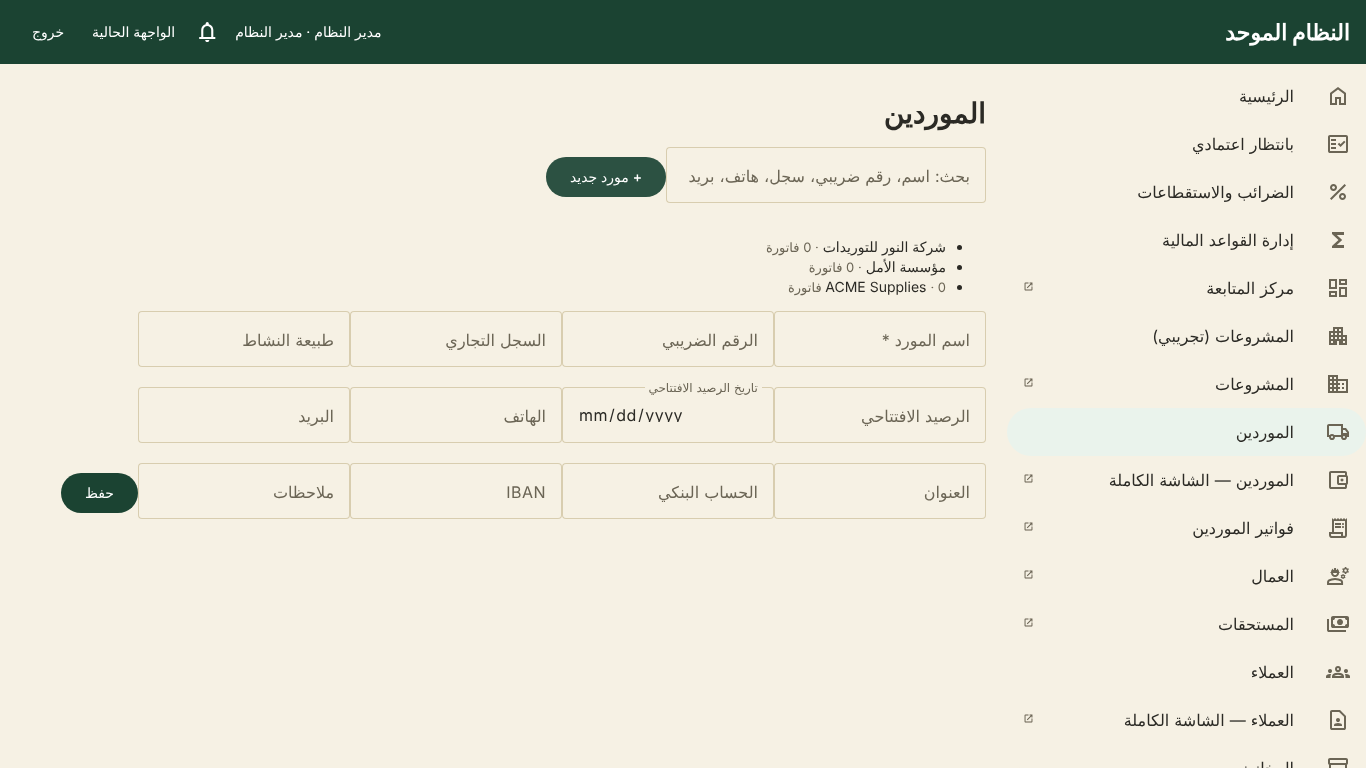 النظام الموحد
مدير النظام · مدير النظام
الواجهة الحالية
خروج
الرئيسية
بانتظار اعتمادي
الضرائب والاستقطاعات
إدارة القواعد المالية
مركز المتابعة
المشروعات (تجريبي)
المشروعات
الموردين
الموردين — الشاشة الكاملة
فواتير الموردين
العمال
المستحقات
العملاء
العملاء — الشاشة الكاملة
الموردين
بحث: اسم، رقم ضريبي، سجل، هاتف، بريد
+ مورد جديد
شركة النور للتوريدات · 0 فاتورة
مؤسسة الأمل · 0 فاتورة
ACME Supplies · 0 فاتورة
اسم المورد *
الرقم الضريبي
السجل التجاري
طبيعة النشاط
الرصيد الافتتاحي
تاريخ الرصيد الافتتاحي
mm/dd/yyyy
الهاتف
البريد
العنوان
الحساب البنكي
IBAN
ملاحظات
حفظ